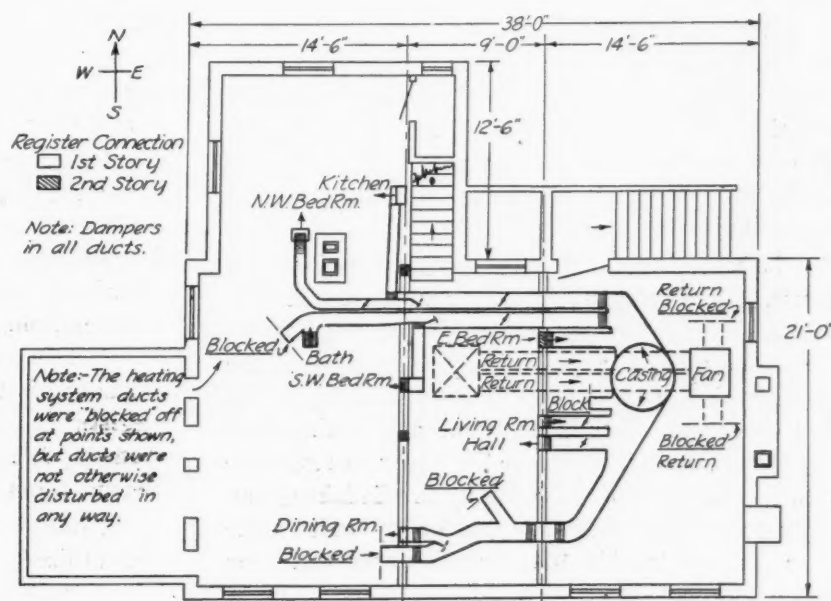 38'-0"
14'-6"
9'-0"
14'-6"
N
W
E
S
12'-6"
Register Connection
1st Story
2nd Story
Kitchen
N.W. Bed Rm.
Note: Dampers
in all ducts.
Return
Blocked
21'-0"
E. Bed Rm.
Blocked
Bath
Return
Casing
Fan
S.W. Bed Rm.
Return
Block
Note:-The heating
system ducts
were "blocked" off
at points shown,
but ducts were
not otherwise
disturbed in
any way.
Living Rm.
Hall
Blocked
Return
Blocked
Dining Rm.
Blocked